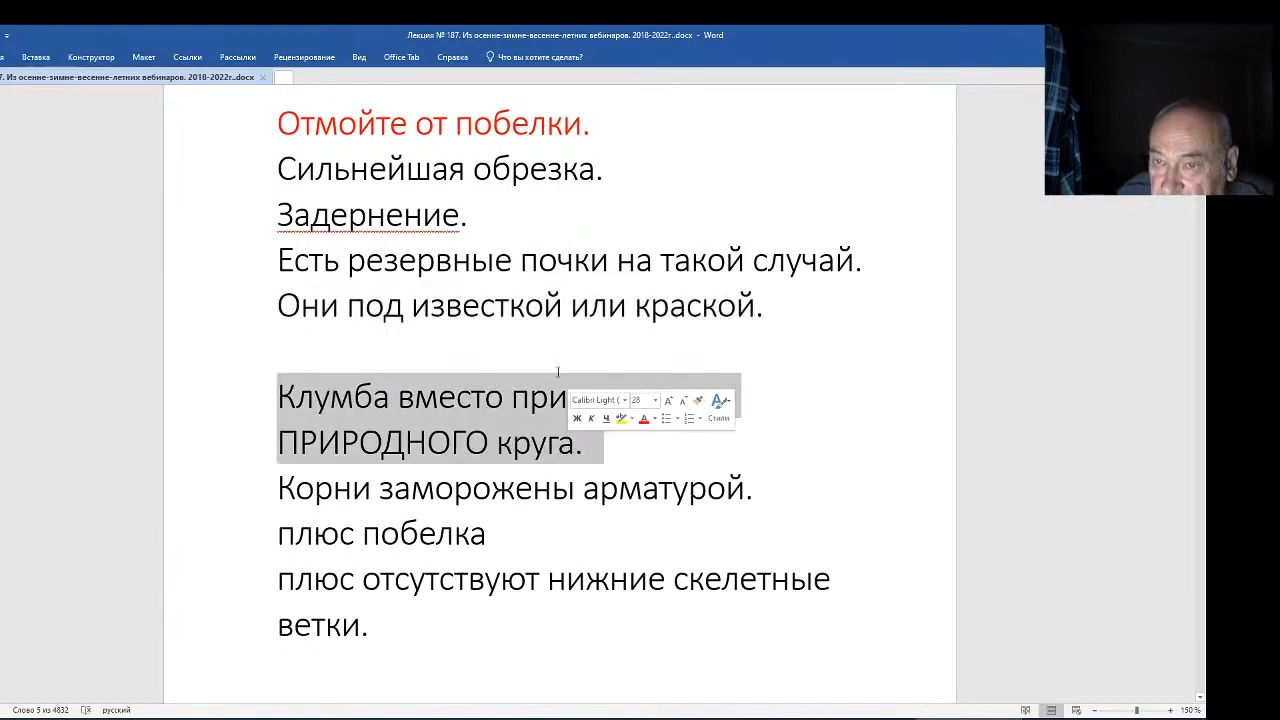 Лекция № 187. Из осенне-зимне-весенне-летних вебинаров. 2018-2022г..docx - Word
Вставка Конструктор Макет Ссылки Рассылки Рецензирование Вид Office Tab Справка Что вы хотите сделать?
7. Из осенне-зимне-весенне-летних вебинаров. 2018-2022г..docx
Отмойте от побелки.
Сильнейшая обрезка.
Задернение.
Есть резервные почки на такой случай.
Они под известкой или краской.
Клумба вместо при
Calibri Light ( 28
Ж К Ч Стили
ПРИРОДНОГО круга.
Корни заморожены арматурой.
плюс побелка
плюс отсутствуют нижние скелетные
ветки.
Слово 5 из 4832 русский 150 %